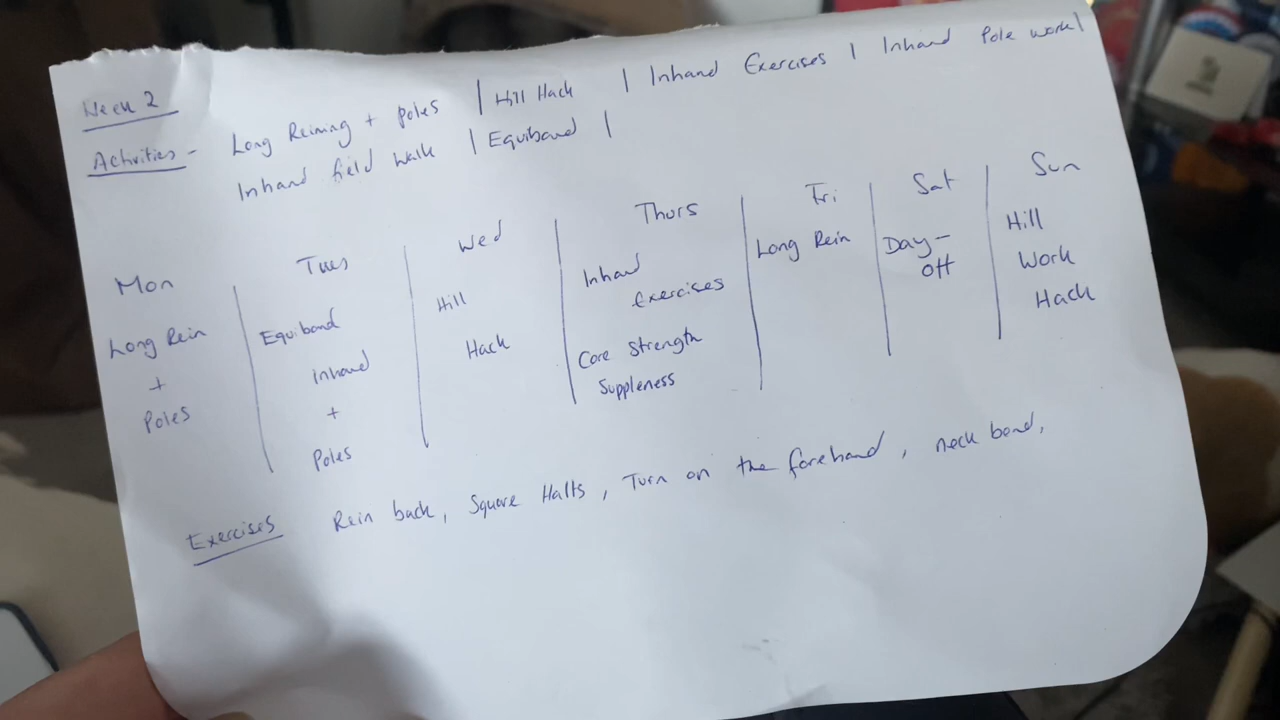 Week 2
Activities - Long Reining + Poles | Hill Hack | Inhand Exercises | Inhand Pole work |
Inhand field walk | Equiband |
Mon
Long Rein
+
Poles
Tues
Equiband
inhand
+
Poles
Wed
Hill
Hack
Thurs
Inhand
exercises
Core Strength
Suppleness
Fri
Long Rein
Sat
Day -
Off
Sun
Hill
Work
Hack
Exercises Rein back, Square Halts, Turn on the forehand, neck bend,